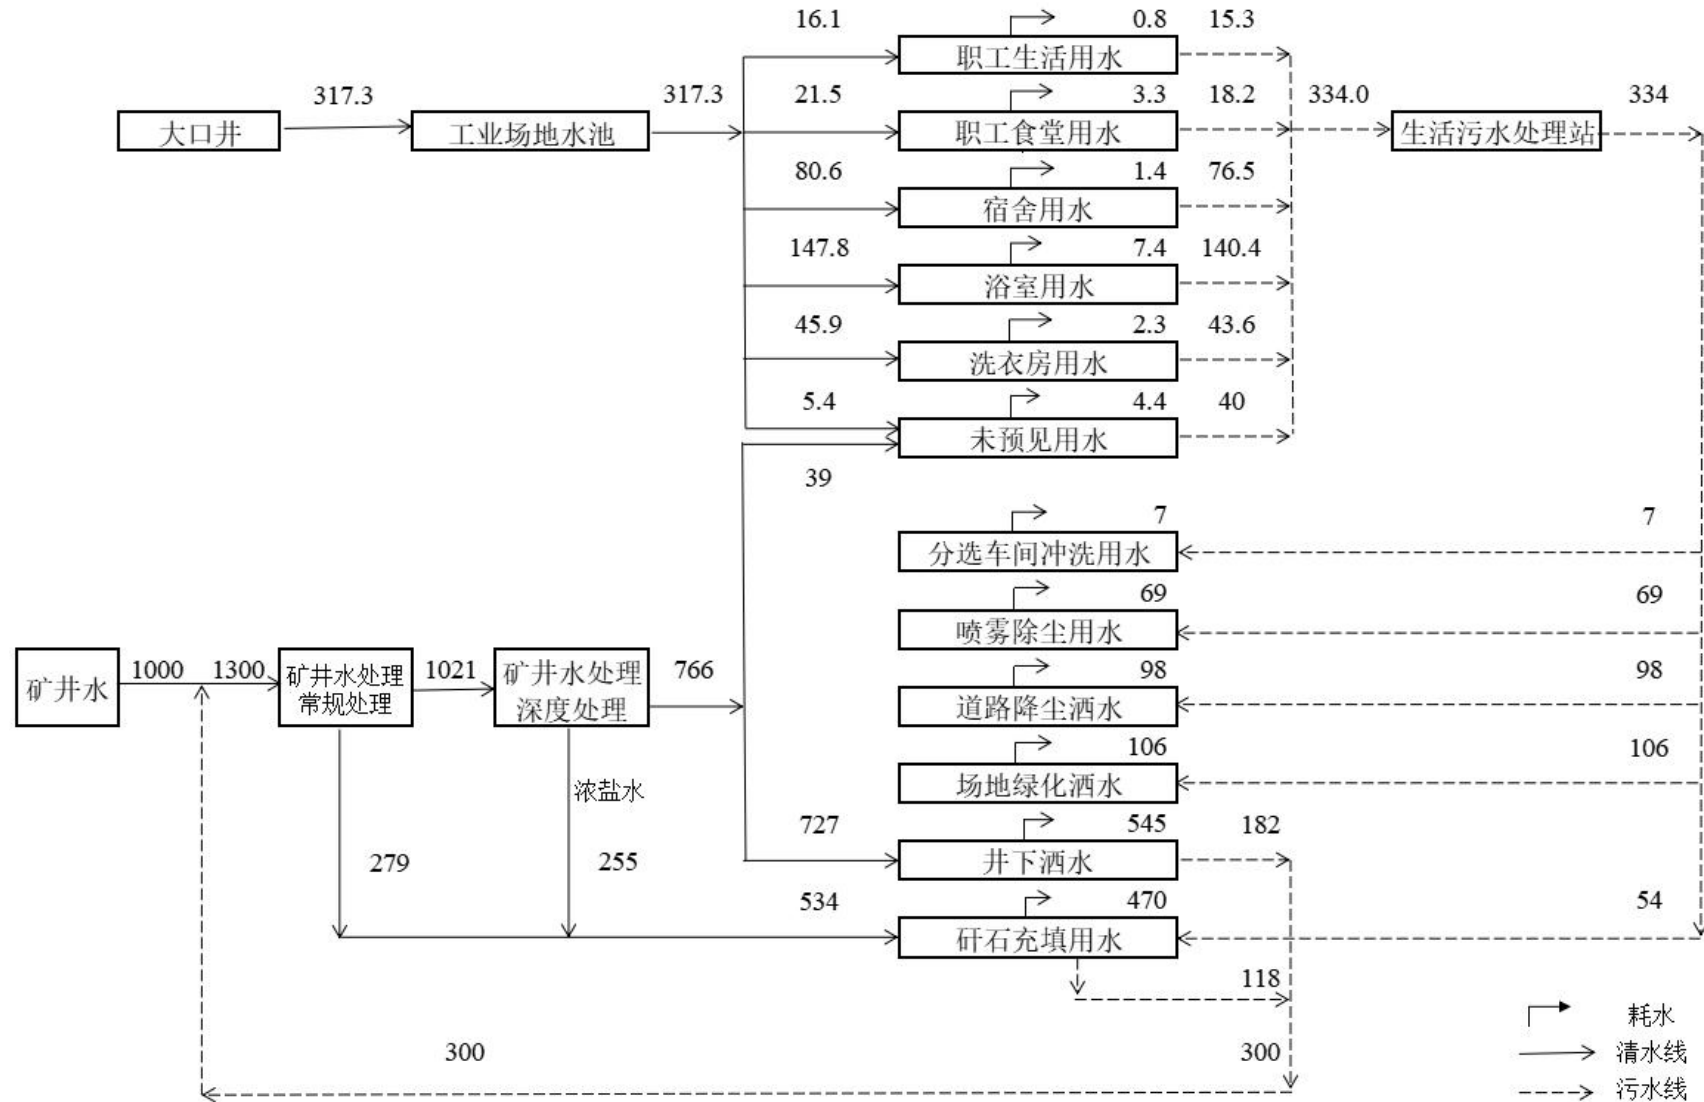 16.1
0.8
15.3
职工生活用水
317.3
317.3
21.5
3.3
18.2
334.0
334
大口井
工业场地水池
职工食堂用水
生活污水处理站
80.6
1.4
76.5
宿舍用水
147.8
7.4
140.4
浴室用水
45.9
2.3
43.6
洗衣房用水
5.4
4.4
40
未预见用水
39
7
7
分选车间冲洗用水
69
69
喷雾除尘用水
矿井水
1000
1300
矿井水处理
常规处理
1021
矿井水处理
深度处理
766
98
98
道路降尘洒水
106
106
场地绿化洒水
浓盐水
727
545
182
井下洒水
279
255
534
470
54
矸石充填用水
118
300
300
耗水
清水线
污水线